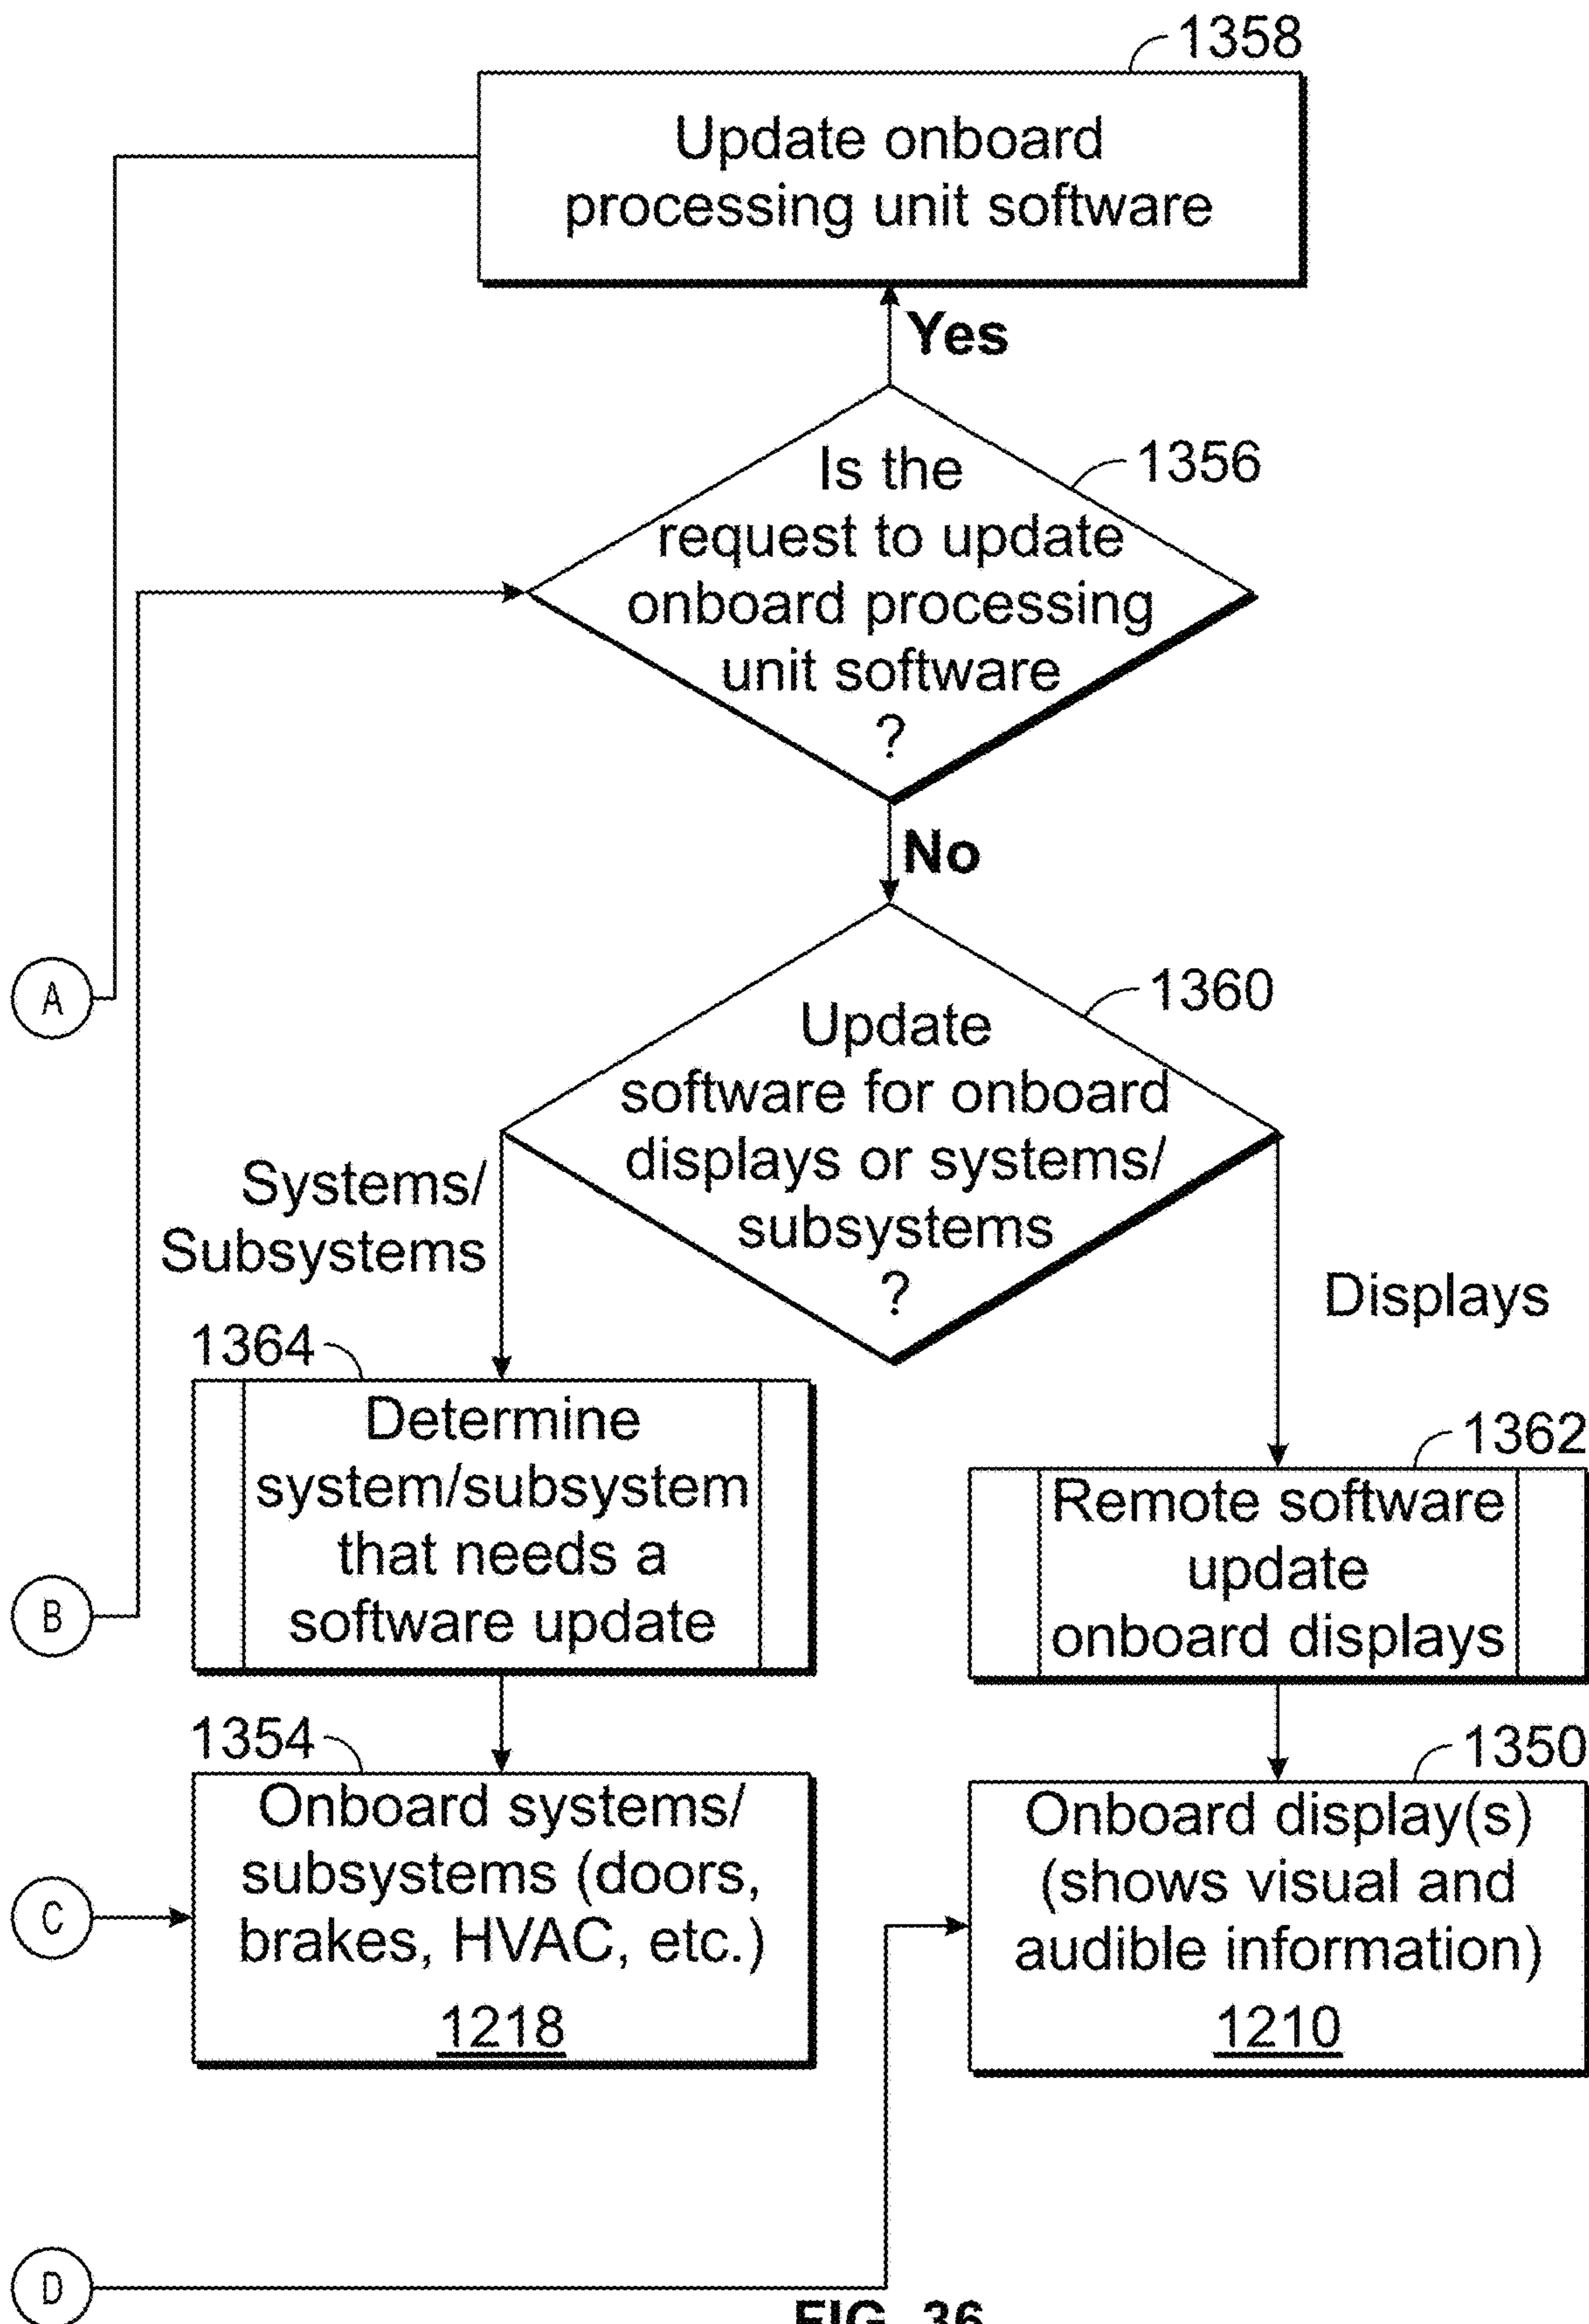 1358
Update onboard
processing unit software
Yes
Is the
request to update
onboard processing
unit software
?
1356
No
A
Update
software for onboard
displays or systems/
subsystems
?
1360
Systems/
Subsystems
Displays
1364
Determine
system/subsystem
that needs a
software update
1362
Remote software
update
onboard displays
B
1354
Onboard systems/
subsystems (doors,
brakes, HVAC, etc.)
1218
1350
Onboard display(s)
(shows visual and
audible information)
1210
C
D
FIG. 36